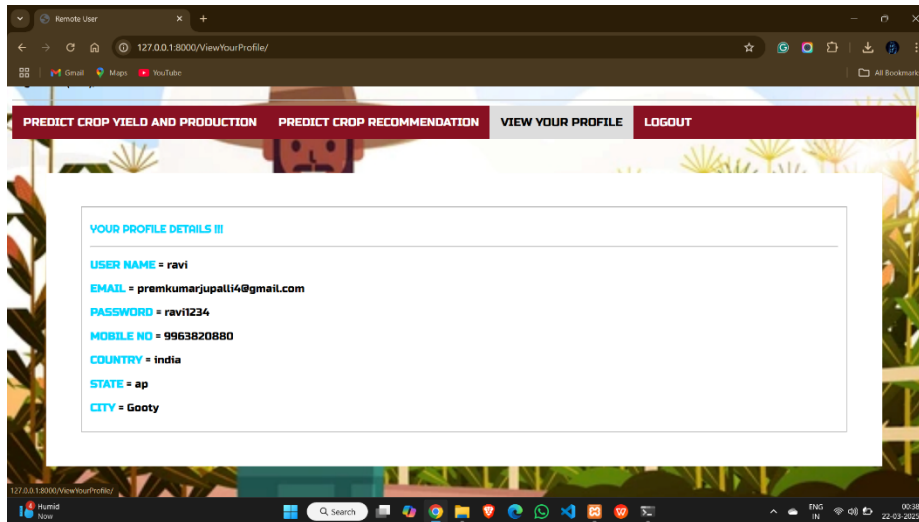 Remote User
127.0.0.1:8000/ViewYourProfile/
Gmail Maps YouTube All Bookmark
PREDICT CROP YIELD AND PRODUCTION PREDICT CROP RECOMMENDATION VIEW YOUR PROFILE LOGOUT
YOUR PROFILE DETAILS !!!
USER NAME = ravi
EMAIL = premkumarjupalli4@gmail.com
PASSWORD = ravi1234
MOBILE NO = 9963820880
COUNTRY = india
STATE = ap
CITY = Gooty
127.0.0.1:8000/ViewYourProfile/
Humid
Now
Search
ENG
IN
00:38
22-03-2025